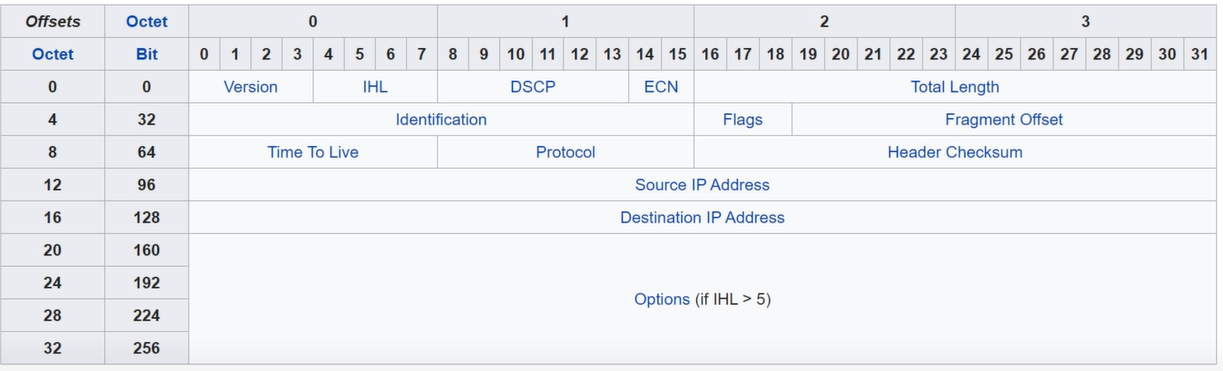 Offsets Octet 0 1 2 3
Octet Bit 0 1 2 3 4 5 6 7 8 9 10 11 12 13 14 15 16 17 18 19 20 21 22 23 24 25 26 27 28 29 30 31
0 0 Version IHL DSCP ECN Total Length
4 32 Identification Flags Fragment Offset
8 64 Time To Live Protocol Header Checksum
12 96 Source IP Address
16 128 Destination IP Address
20 160
24 192
Options (if IHL > 5)
28 224
32 256